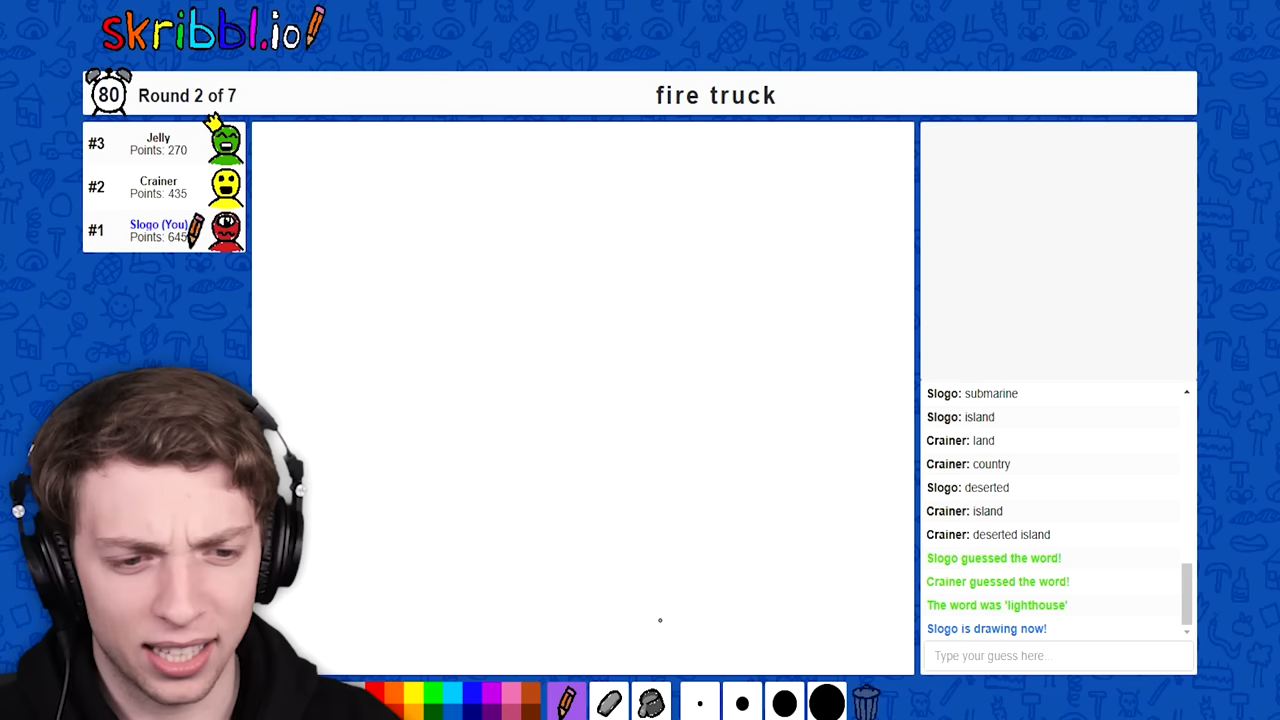 skribbl.io
80
Round 2 of 7
fire truck
#3
Jelly
Points: 270
#2
Crainer
Points: 435
#1
Slogo (You)
Points: 645
Slogo: submarine
Slogo: island
Crainer: land
Crainer: country
Slogo: deserted
Crainer: island
Crainer: deserted island
Slogo guessed the word!
Crainer guessed the word!
The word was 'lighthouse'
Slogo is drawing now!
Type your guess here...